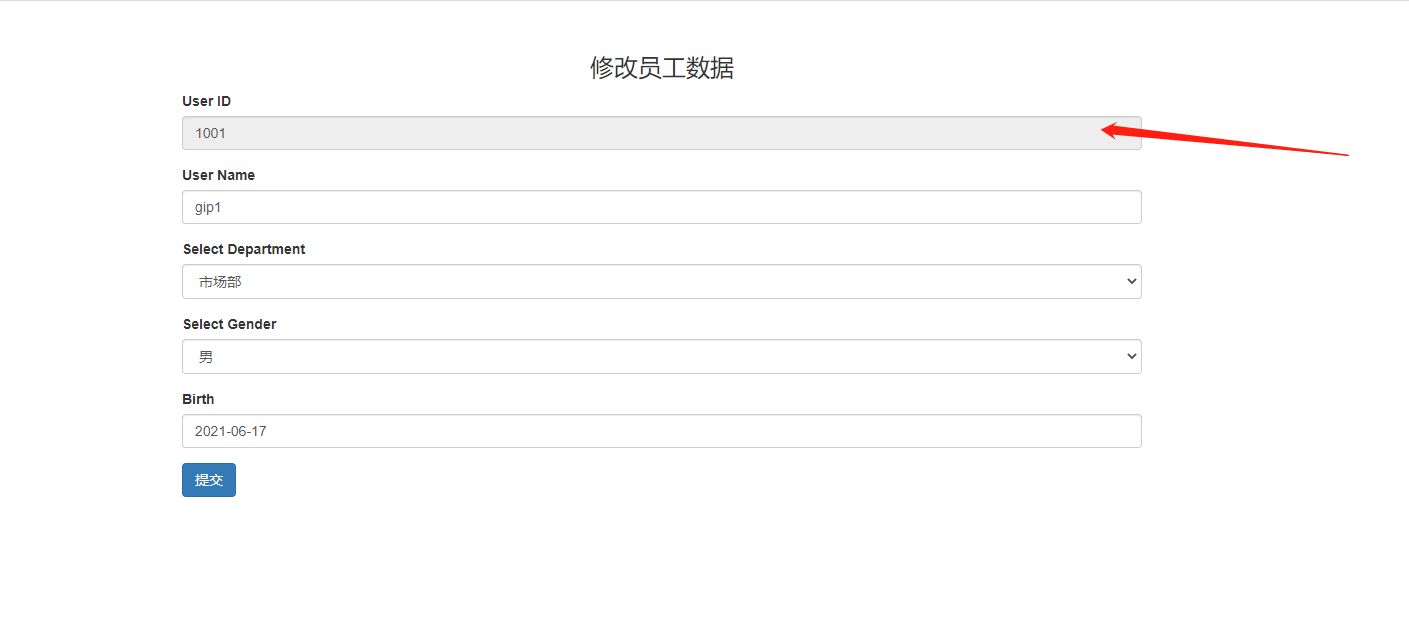 修改员工数据
User ID
1001
User Name
gip1
Select Department
市场部
Select Gender
男
Birth
2021-06-17
提交